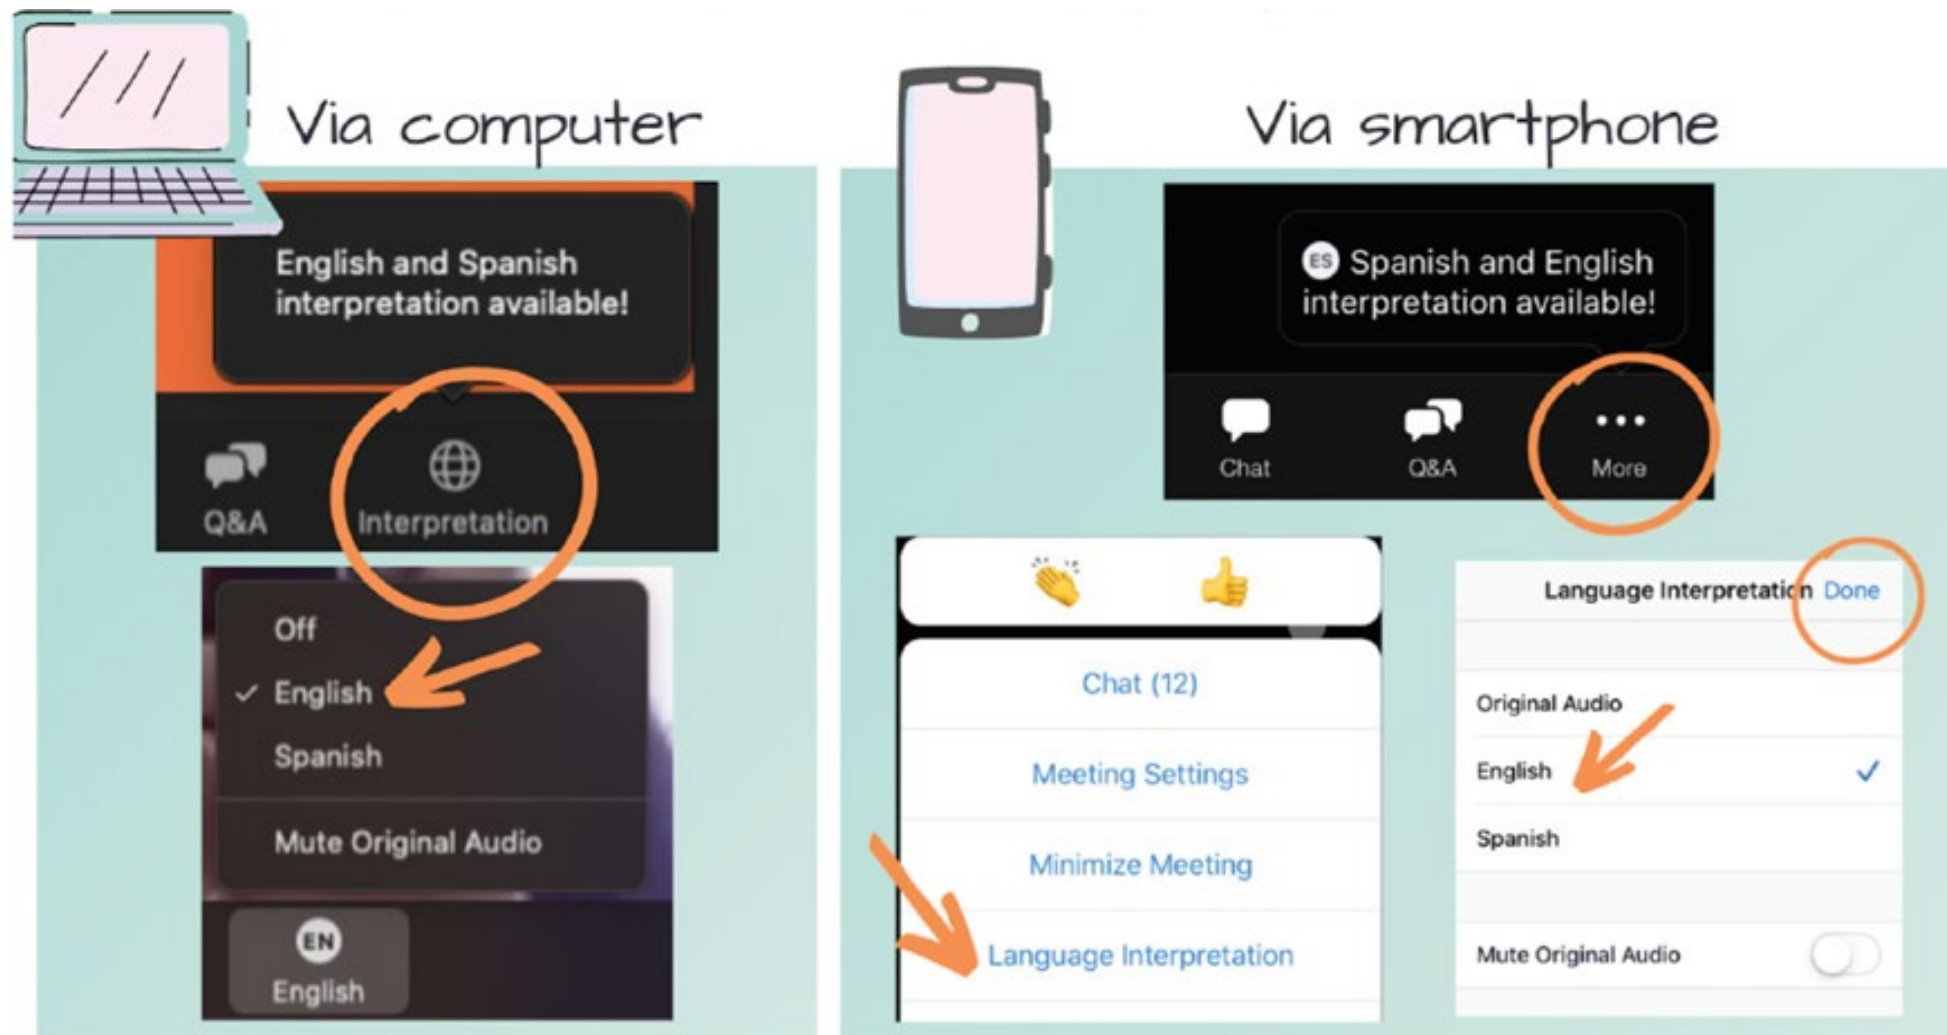 Via computer
English and Spanish
interpretation available!
Q&A
Interpretation
Off
✓ English
Spanish
Mute Original Audio
EN
English
Via smartphone
ES Spanish and English
interpretation available!
Chat
Q&A
More
Chat (12)
Meeting Settings
Minimize Meeting
Language Interpretation
Language Interpretation Done
Original Audio
English ✓
Spanish
Mute Original Audio